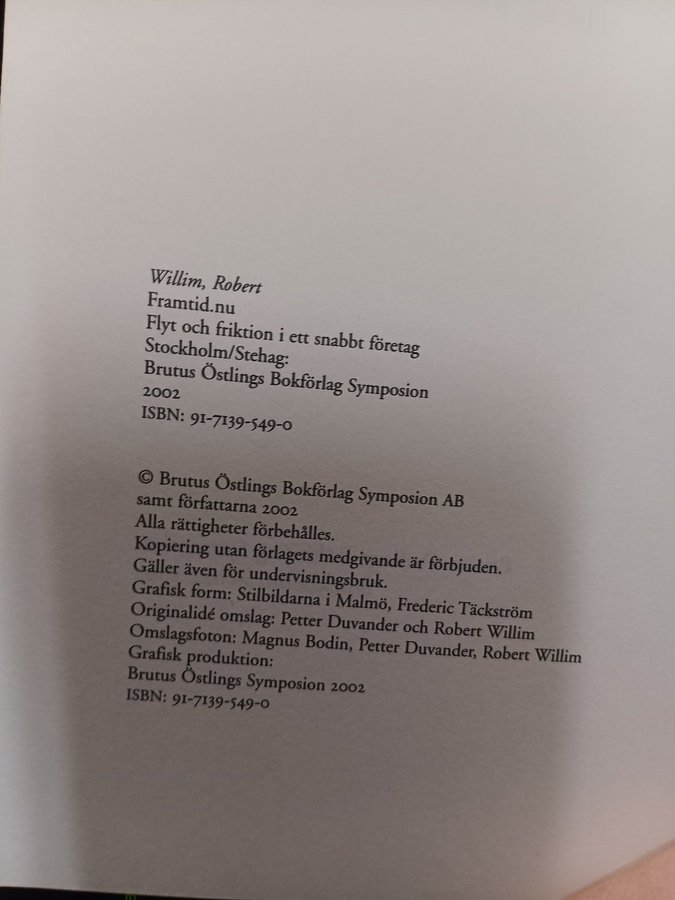 Willim, Robert
Framtid.nu
Flyt och friktion i ett snabbt företag
Stockholm/Stehag:
Brutus Östlings Bokförlag Symposion
2002
ISBN: 91-7139-549-0
© Brutus Östlings Bokförlag Symposion AB
samt författarna 2002
Alla rättigheter förbehålles.
Kopiering utan förlagets medgivande är förbjuden.
Gäller även för undervisningsbruk.
Grafisk form: Stilbildarna i Malmö, Frederic Täckström
Originalidé omslag: Petter Duvander och Robert Willim
Omslagsfoton: Magnus Bodin, Petter Duvander, Robert Willim
Grafisk produktion:
Brutus Östlings Symposion 2002
ISBN: 91-7139-549-0